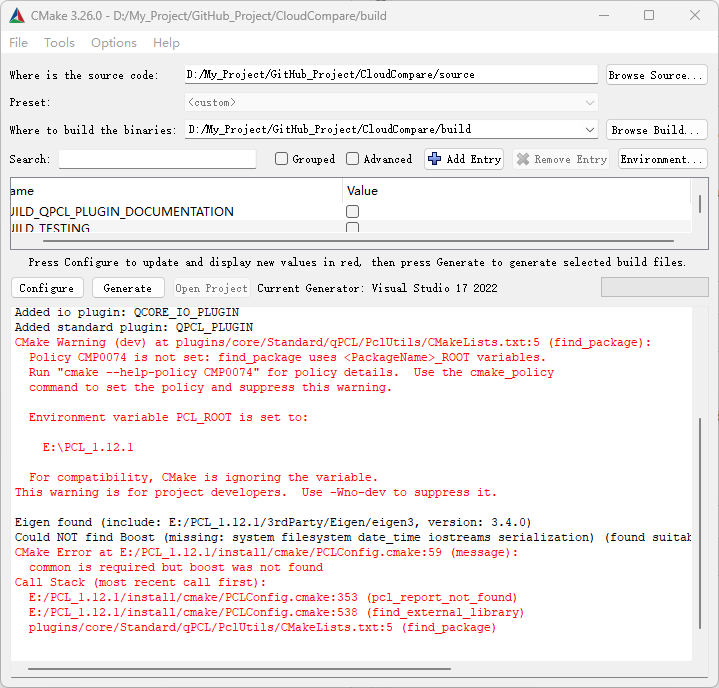 CMake 3.26.0 - D:/My_Project/GitHub_Project/CloudCompare/build
File Tools Options Help
Where is the source code: D:/My_Project/GitHub_Project/CloudCompare/source Browse Source...
Preset: <custom>
Where to build the binaries: D:/My_Project/GitHub_Project/CloudCompare/build Browse Build...
Search: Grouped Advanced Add Entry Remove Entry Environment...
ame Value
UILD_QPCL_PLUGIN_DOCUMENTATION
UILD_TESTING
Press Configure to update and display new values in red, then press Generate to generate selected build files.
Configure Generate Open Project Current Generator: Visual Studio 17 2022
Added io plugin: QCORE_IO_PLUGIN
Added standard plugin: QPCL_PLUGIN
CMake Warning (dev) at plugins/core/Standard/qPCL/PclUtils/CMakeLists.txt:5 (find_package):
Policy CMP0074 is not set: find_package uses <PackageName>_ROOT variables.
Run "cmake --help-policy CMP0074" for policy details.  Use the cmake_policy
command to set the policy and suppress this warning.
Environment variable PCL_ROOT is set to:
E:\PCL_1.12.1
For compatibility, CMake is ignoring the variable.
This warning is for project developers.  Use -Wno-dev to suppress it.
Eigen found (include: E:/PCL_1.12.1/3rdParty/Eigen/eigen3, version: 3.4.0)
Could NOT find Boost (missing: system filesystem date_time iostreams serialization) (found suitab
CMake Error at E:/PCL_1.12.1/install/cmake/PCLConfig.cmake:59 (message):
common is required but boost was not found
Call Stack (most recent call first):
E:/PCL_1.12.1/install/cmake/PCLConfig.cmake:353 (pcl_report_not_found)
E:/PCL_1.12.1/install/cmake/PCLConfig.cmake:538 (find_external_library)
plugins/core/Standard/qPCL/PclUtils/CMakeLists.txt:5 (find_package)